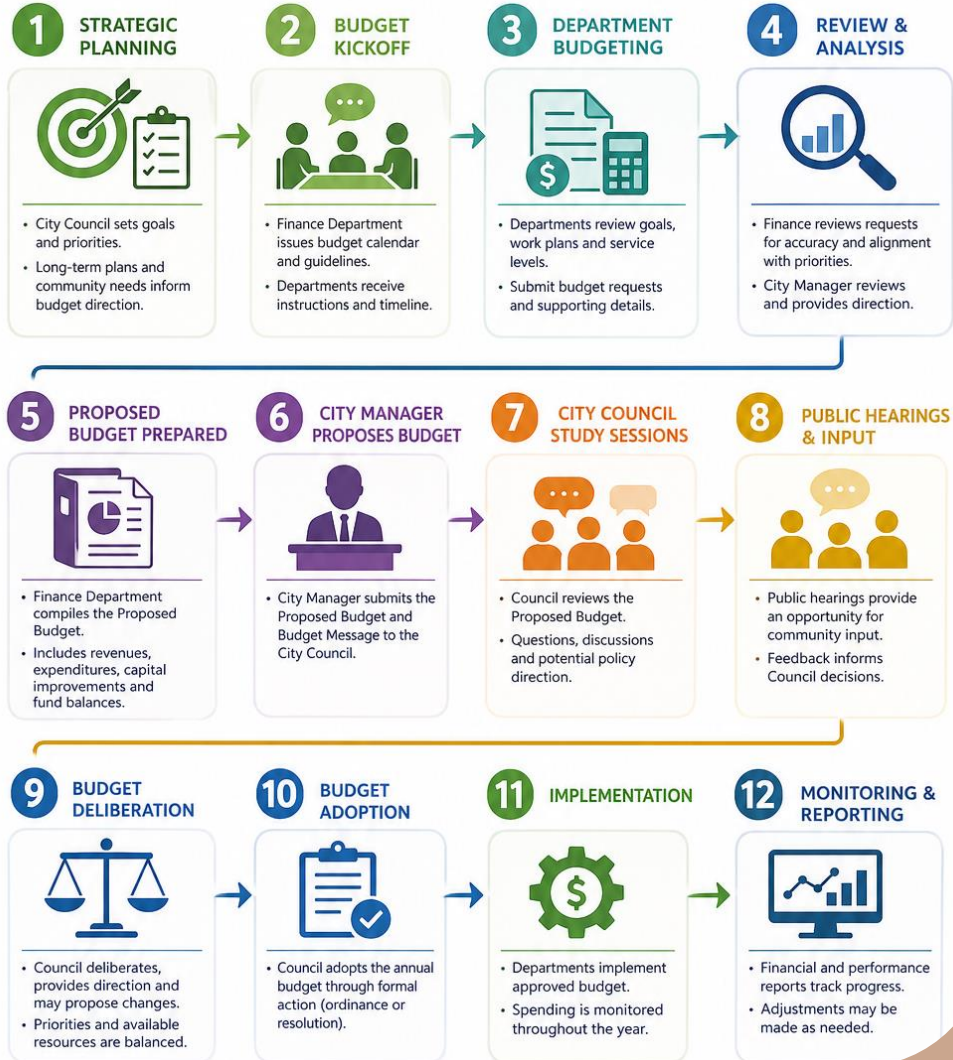 1 STRATEGIC
PLANNING
• City Council sets goals
and priorities.
• Long-term plans and
community needs inform
budget direction.
2 BUDGET
KICKOFF
• Finance Department
issues budget calendar
and guidelines.
• Departments receive
instructions and timeline.
3 DEPARTMENT
BUDGETING
$
• Departments review goals,
work plans and service
levels.
• Submit budget requests
and supporting details.
4 REVIEW &
ANALYSIS
• Finance reviews requests
for accuracy and alignment
with priorities.
• City Manager reviews
and provides direction.
5 PROPOSED
BUDGET PREPARED
• Finance Department
compiles the Proposed
Budget.
• Includes revenues,
expenditures, capital
improvements and
fund balances.
6 CITY MANAGER
PROPOSES BUDGET
• City Manager submits the
Proposed Budget and
Budget Message to the
City Council.
7 CITY COUNCIL
STUDY SESSIONS
• Council reviews the
Proposed Budget.
• Questions, discussions
and potential policy
direction.
8 PUBLIC HEARINGS
& INPUT
• Public hearings provide
an opportunity for
community input.
• Feedback informs
Council decisions.
9 BUDGET
DELIBERATION
• Council deliberates,
provides direction and
may propose changes.
• Priorities and available
resources are balanced.
10 BUDGET
ADOPTION
• Council adopts the annual
budget through formal
action (ordinance or
resolution).
11 IMPLEMENTATION
$
• Departments implement
approved budget.
• Spending is monitored
throughout the year.
12 MONITORING &
REPORTING
• Financial and performance
reports track progress.
• Adjustments may be
made as needed.